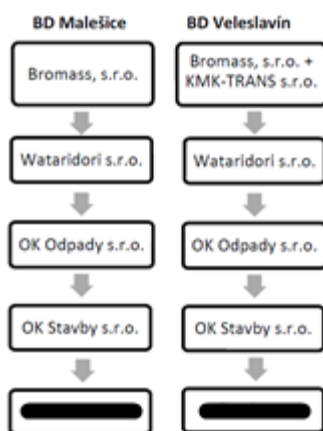 BD Malešice
Bromass, s.r.o.
Wataridori s.r.o.
OK Odpady s.r.o.
OK Stavby s.r.o.
BD Veleslavín
Bromass, s.r.o. +
KMK-TRANS s.r.o.
Wataridori s.r.o.
OK Odpady s.r.o.
OK Stavby s.r.o.